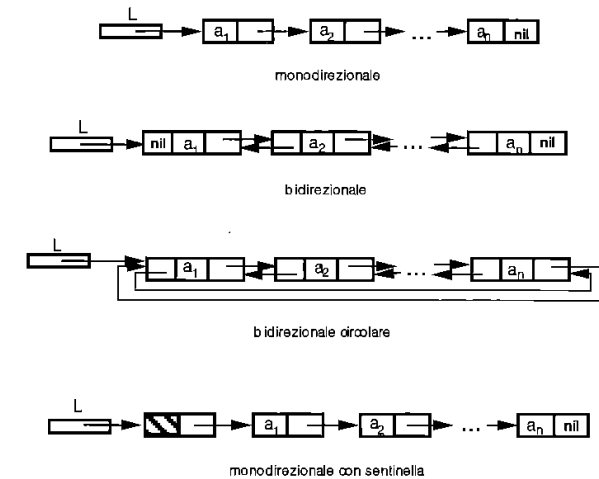 L
a1 a2 ... an nil
monodirezionale
L
nil a1 a2 ... an nil
bidirezionale
L
a1 a2 ... an
bidirezionale circolare
L
a1 a2 ... an nil
monodirezionale con sentinella